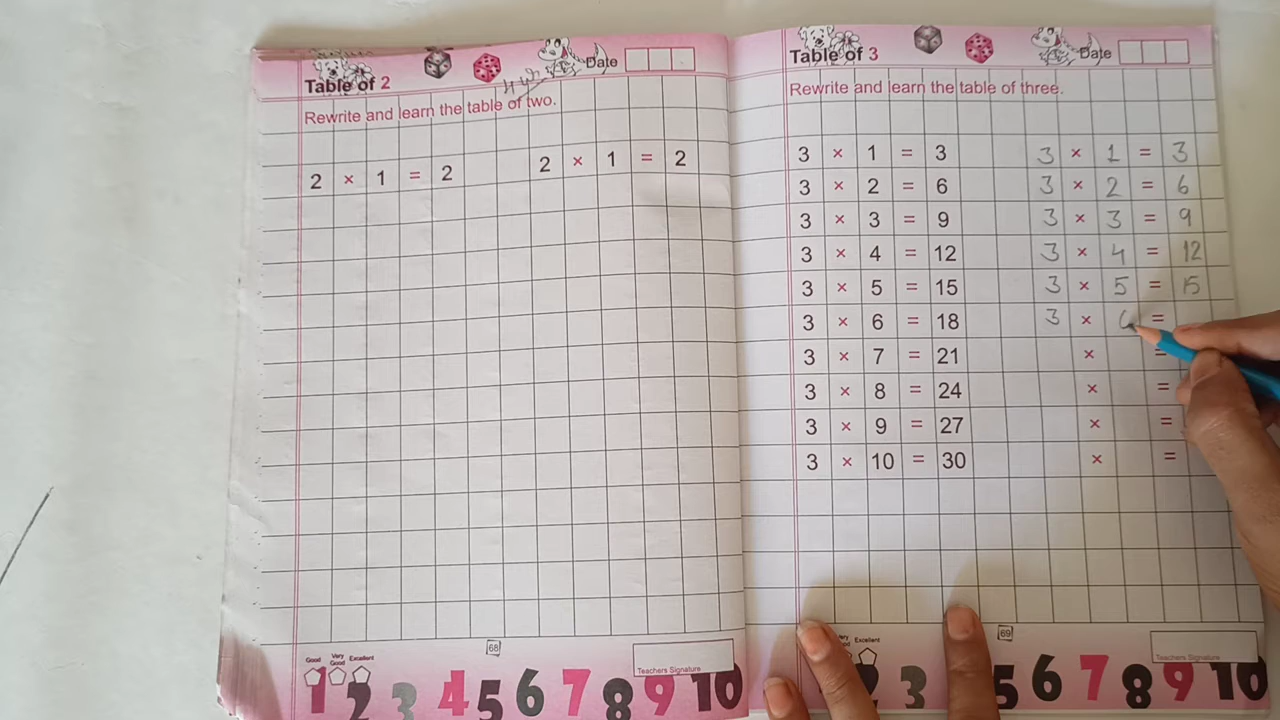 Table of 2
H.W.
Date
Rewrite and learn the table of two.
2 × 1 = 2
2 × 1 = 2
68
Good
Very Good
Excellent
Teachers Signature
1 2 3 4 5 6 7 8 9 10
Table of 3
Date
Rewrite and learn the table of three.
3 × 1 = 3 3 × 1 = 3
3 × 2 = 6 3 × 2 = 6
3 × 3 = 9 3 × 3 = 9
3 × 4 = 12 3 × 4 = 12
3 × 5 = 15 3 × 5 = 15
3 × 6 = 18 3 × 6 =
3 × 7 = 21 × =
3 × 8 = 24 × =
3 × 9 = 27 × =
3 × 10 = 30 × =
69
Very Good
Excellent
Teachers Signature
2 3 5 6 7 8 9 10